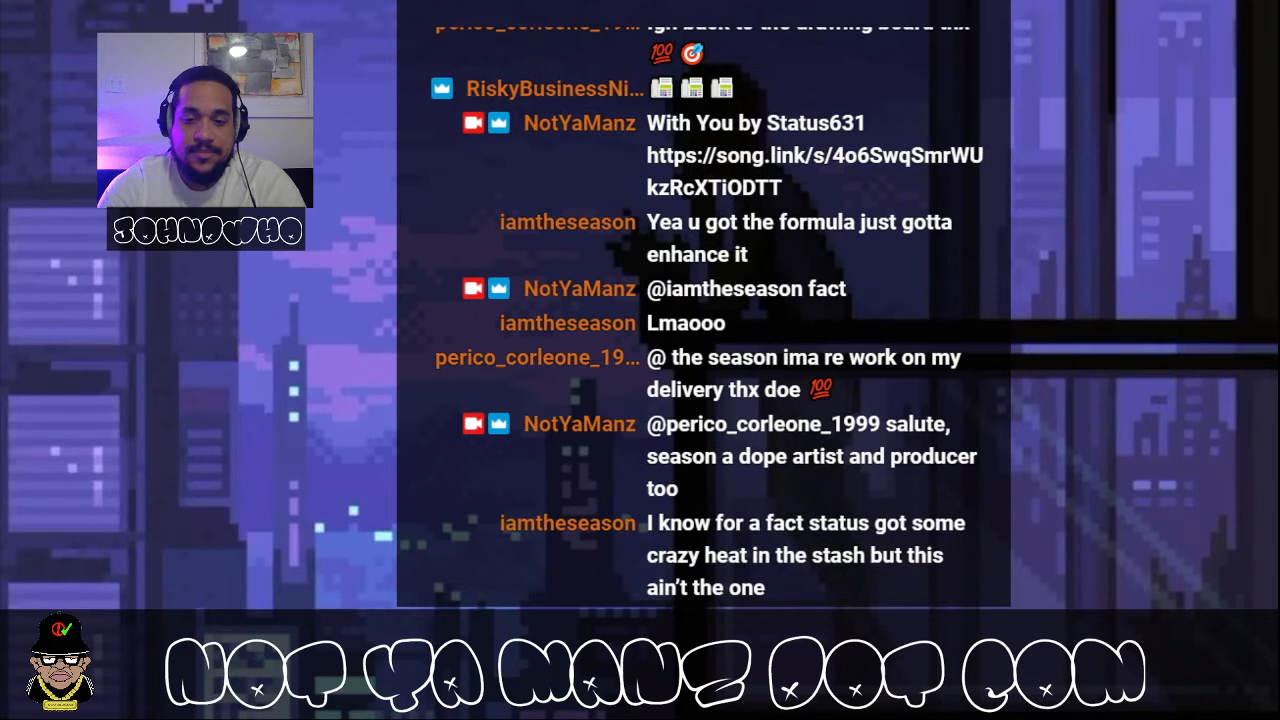 💯 🎯
RiskyBusinessNi... 📠 📠 📠
NotYaManz With You by Status631
https://song.link/s/4o6SwqSmrWU
kzRcXTiODTT
iamtheseason Yea u got the formula just gotta
enhance it
NotYaManz @iamtheseason fact
iamtheseason Lmaooo
perico_corleone_19... @ the season ima re work on my
delivery thx doe 💯
NotYaManz @perico_corleone_1999 salute,
season a dope artist and producer
too
iamtheseason I know for a fact status got some
crazy heat in the stash but this
ain't the one
JOHNDWHO
NOT YA MANZ DOT COM